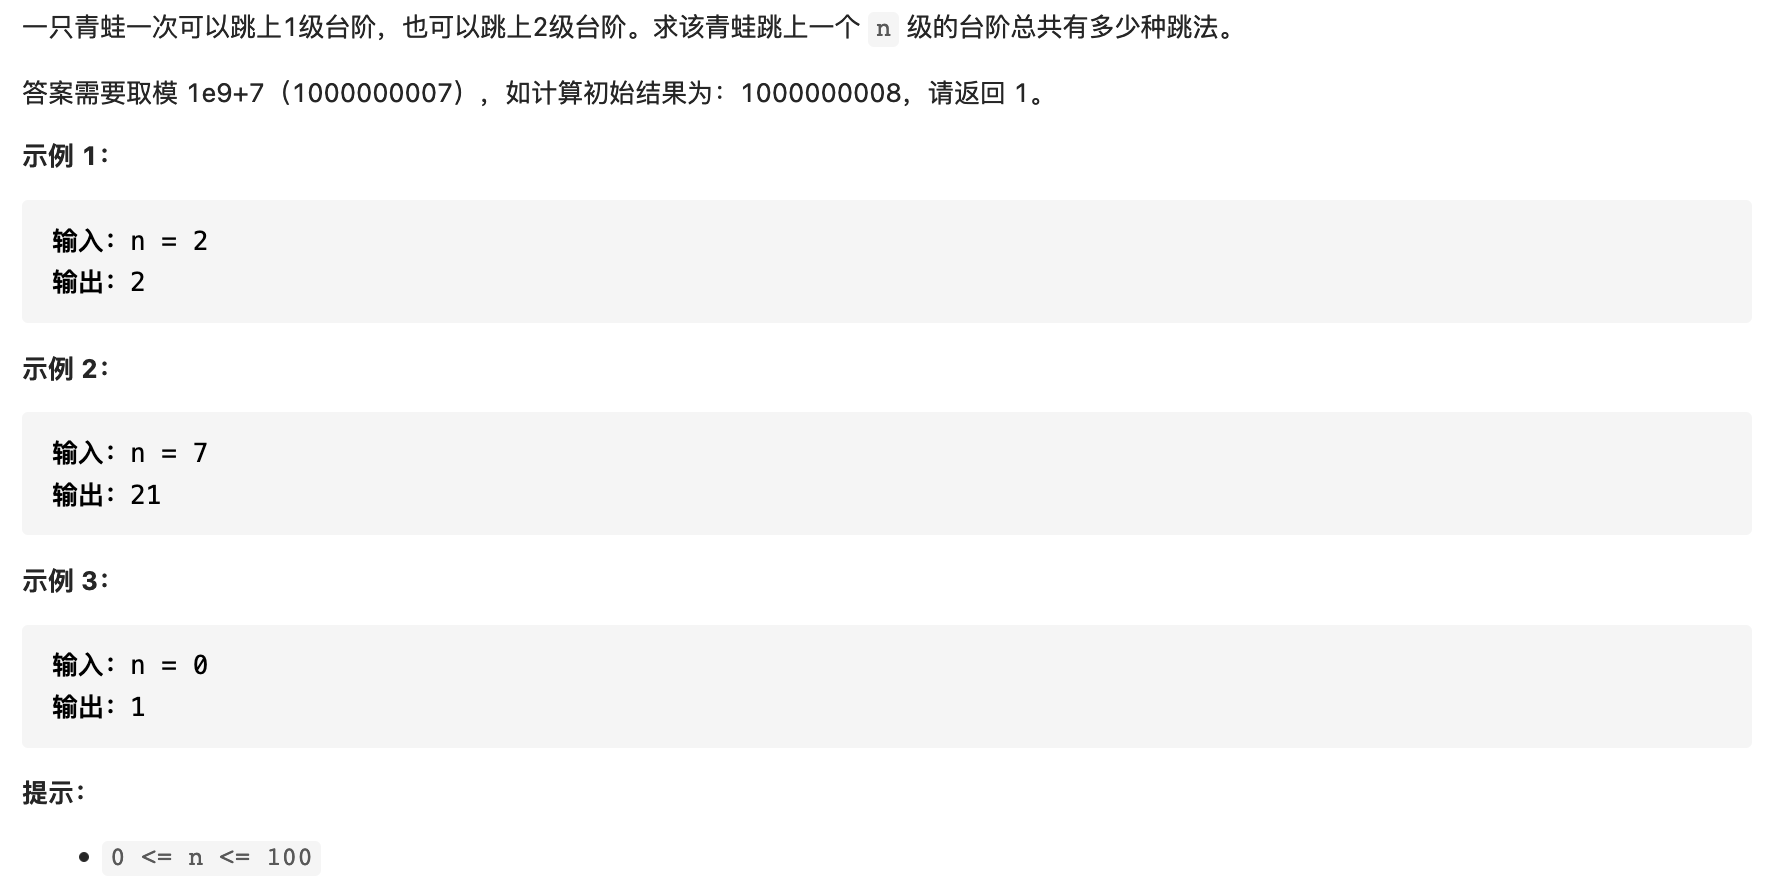 一只青蛙一次可以跳上1级台阶，也可以跳上2级台阶。求该青蛙跳上一个 n 级的台阶总共有多少种跳法。
答案需要取模 1e9+7（1000000007），如计算初始结果为：1000000008，请返回 1。
示例 1：
输入：n = 2
输出：2
示例 2：
输入：n = 7
输出：21
示例 3：
输入：n = 0
输出：1
提示：
• 0 <= n <= 100